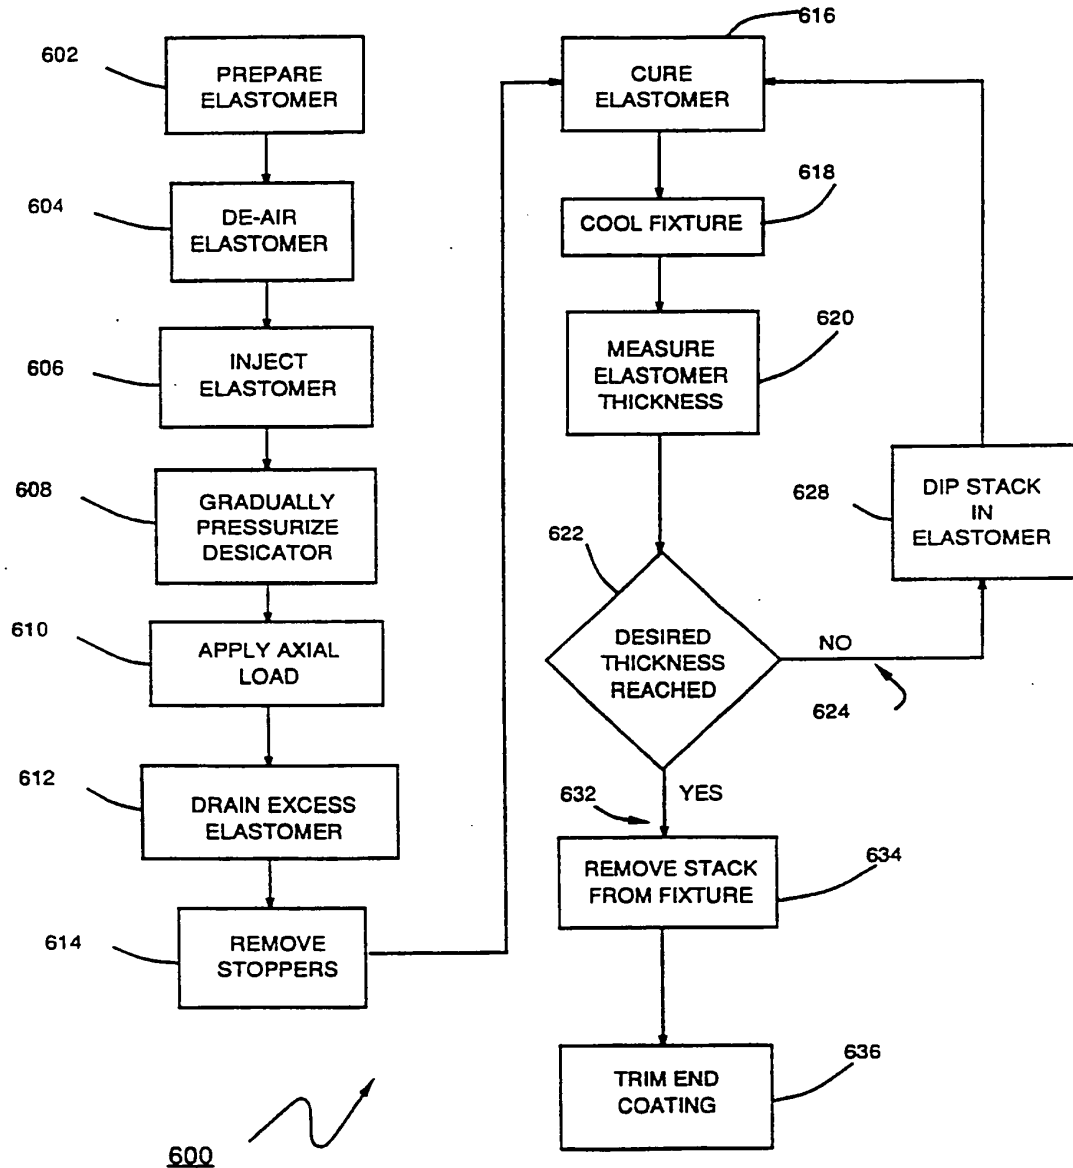 602
PREPARE
ELASTOMER
604
DE-AIR
ELASTOMER
606
INJECT
ELASTOMER
608
GRADUALLY
PRESSURIZE
DESICATOR
610
APPLY AXIAL
LOAD
612
DRAIN EXCESS
ELASTOMER
614
REMOVE
STOPPERS
616
CURE
ELASTOMER
618
COOL FIXTURE
620
MEASURE
ELASTOMER
THICKNESS
622
DESIRED
THICKNESS
REACHED
NO
624
628
DIP STACK
IN
ELASTOMER
YES
632
634
REMOVE STACK
FROM FIXTURE
636
TRIM END
COATING
600